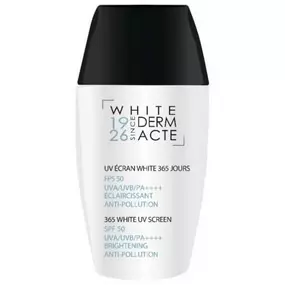 WHITE
19 SINCE DERM
26 ACTE
UV ÉCRAN WHITE 365 JOURS
FPS 50
UVA/UVB/PA++++
ÉCLAIRCISSANT
ANTI-POLLUTION
365 WHITE UV SCREEN
SPF 50
UVA/UVB/PA++++
BRIGHTENING
ANTI-POLLUTION